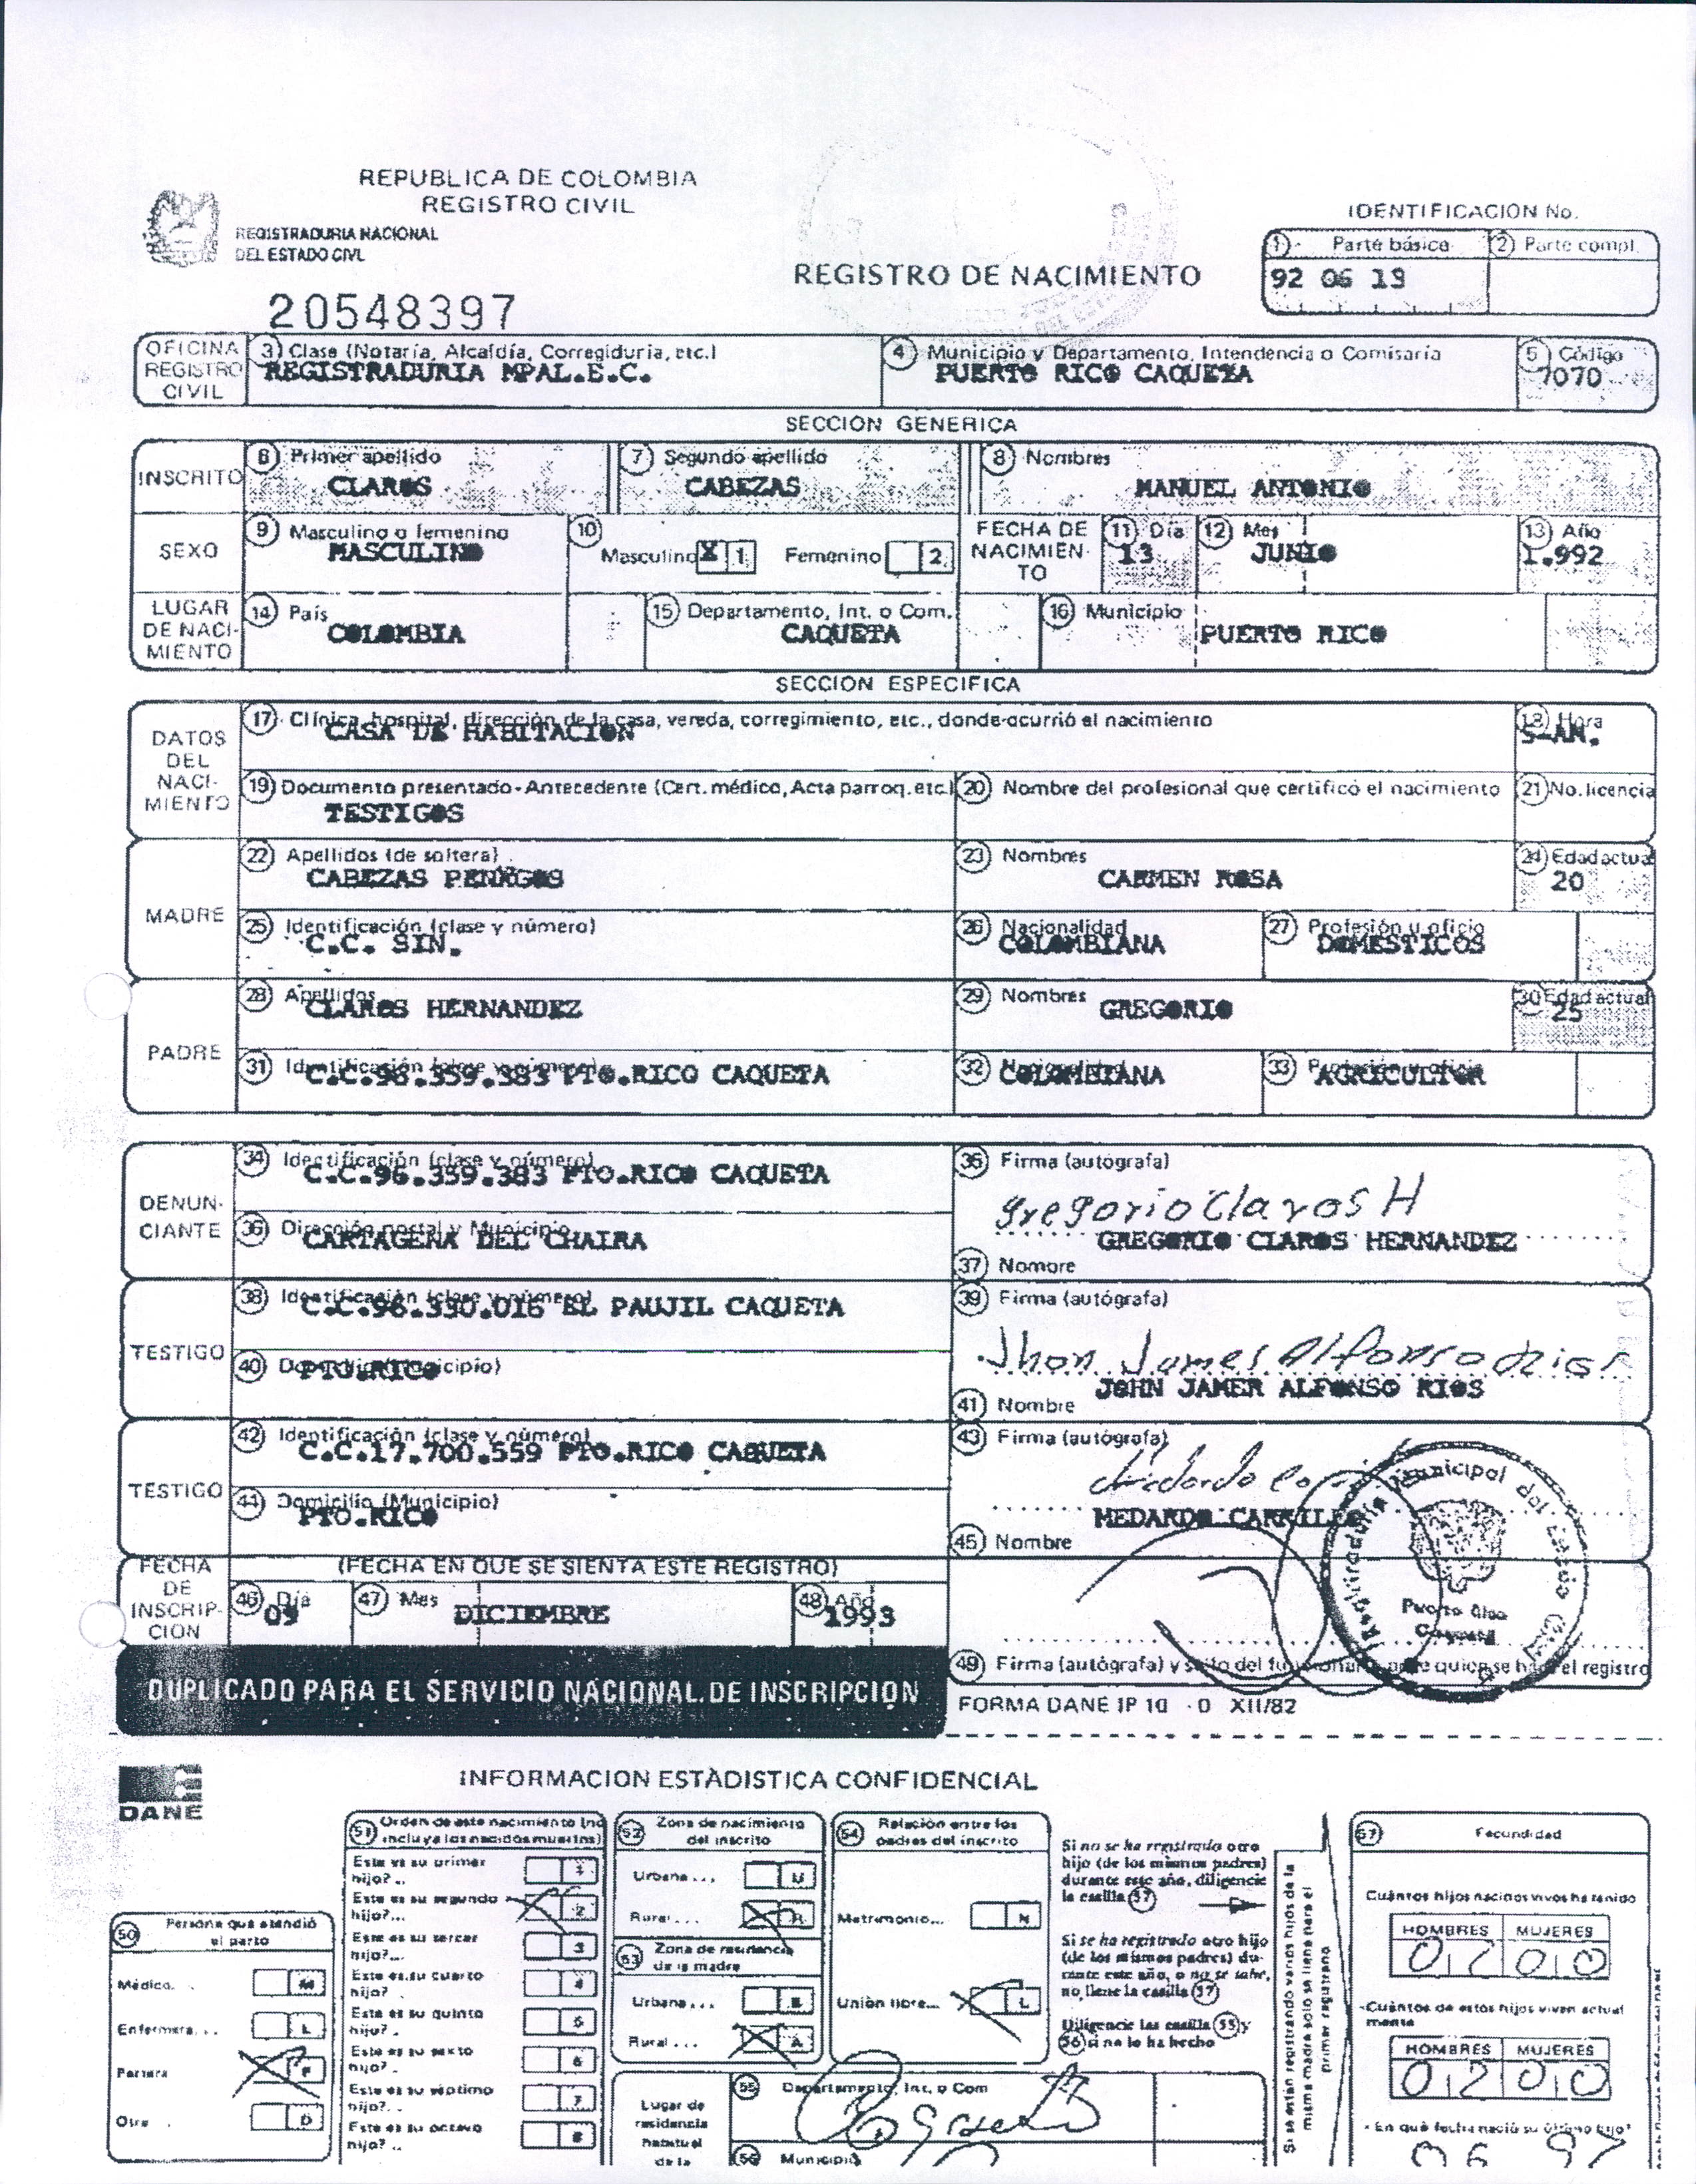 REPUBLICA DE COLOMBIA
REGISTRO CIVIL
REGISTRADURIA NACIONAL
DEL ESTADO CIVIL
20548397
REGISTRO DE NACIMIENTO
IDENTIFICACION No.
1 Parte básica 2 Parte compl.
92 06 13
OFICINA REGISTRO CIVIL
3 Clase (Notaría, Alcaldía, Corregiduría, etc.)
REGISTRADURIA MPAL.E.C.
4 Municipio y Departamento, Intendencia o Comisaría
PUERTO RICO CAQUETA
5 Código
7070
SECCION GENERICA
INSCRITO
6 Primer apellido
CLAROS
7 Segundo apellido
CABEZAS
8 Nombres
MANUEL ANTONIO
SEXO
9 Masculino o femenino
MASCULINO
10 Masculino X 1 Femenino 2
FECHA DE NACIMIEN-TO
11 Día
13
12 Mes
JUNIO
13 Año
1.992
LUGAR DE NACI-MIENTO
14 País
COLOMBIA
15 Departamento, Int. o Com.
CAQUETA
16 Municipio
PUERTO RICO
SECCION ESPECIFICA
DATOS DEL NACI-MIENTO
17 Clínica, hospital, dirección de la casa, vereda, corregimiento, etc., donde ocurrió el nacimiento
CASA DE HABITACION
18 Hora
AM.
19 Documento presentado - Antecedente (Cert. médico, Acta parroq. etc.)
TESTIGOS
20 Nombre del profesional que certificó el nacimiento
21 No. licencia
MADRE
22 Apellidos (de soltera)
CABEZAS PENAGOS
23 Nombres
CARMEN ROSA
24 Edad actual
20
25 Identificación (clase y número)
C.C. SIN.
26 Nacionalidad
COLOMBIANA
27 Profesión u oficio
DOMESTICOS
PADRE
28 Apellidos
CLAROS HERNANDEZ
29 Nombres
GREGORIO
30 Edad actual
25
31 Identificación (clase y número)
C.C.96.359.383 PTO.RICO CAQUETA
32 Nacionalidad
COLOMBIANA
33 Profesión u oficio
AGRICULTOR
DENUN-CIANTE
34 Identificación (clase y número)
C.C.96.359.383 PTO.RICO CAQUETA
36 Firma (autógrafa)
gregorio Claros H
36 Dirección postal y Municipio
CARTAGENA DEL CHAIRA
GREGORIO CLAROS HERNANDEZ
37 Nombre
TESTIGO
38 Identificación (clase y número)
C.C.96.330.016 EL PAUJIL CAQUETA
39 Firma (autógrafa)
Jhon James Alfonso
40 Domicilio (Municipio)
PTO.RICO
JOHN JAMER ALFONSO RIOS
41 Nombre
TESTIGO
42 Identificación (clase y número)
C.C.17.700.559 PTO.RICO CAQUETA
43 Firma (autógrafa)
44 Domicilio (Municipio)
PTO.RICO
MEDARDO CARRILLO
45 Nombre
Registraduria Municipal del Estado Civil
Puerto Rico
Caquetá
FECHA DE INSCRIP-CION
(FECHA EN QUE SE SIENTA ESTE REGISTRO)
46 Día
09
47 Mes
DICIEMBRE
48 Año
1993
49 Firma (autógrafa) y sello del funcionario ante quien se hace el registro
DUPLICADO PARA EL SERVICIO NACIONAL DE INSCRIPCION
FORMA DANE IP 10 - 0 XII/82
DANE
INFORMACION ESTADISTICA CONFIDENCIAL
50 Persona que atendió el parto
Médico. . M
Enfermera. . . L
Partera P
Otra . O
51 Orden de este nacimiento (no incluya los nacidos muertos)
Este es su primer hijo? .. 1
Este es su segundo hijo?... 2
Este es su tercer hijo?... 3
Este es su cuarto hijo? . 4
Este es su quinto hijo? . 5
Este es su sexto hijo? . 6
Este es su séptimo hijo? . 7
Este es su octavo hijo? .. 8
52 Zona de nacimiento del inscrito
Urbana . . . U
Rural . . . R
53 Zona de residencia de la madre
Urbana . . . B
Rural . . . A
54 Relación entre los padres del inscrito
Matrimonio... N
Unión libre... L
Si no se ha registrado otro hijo (de los mismos padres) durante este año, diligencie la casilla 57
Si se ha registrado otro hijo (de los mismos padres) durante este año, o no se sabe, no llene la casilla 57
Diligencie las casilla 55 y 56 si no lo ha hecho
Lugar de residencia habitual de la
55 Departamento, Int. o Com
Caqueta
56 Municipio
Si se están registrando varios hijos de la misma madre solo se llena para el primer registrado
57 Fecundidad
Cuántos hijos nacidos vivos ha tenido
HOMBRES MUJERES
02 00
Cuántos de estos hijos viven actualmente
HOMBRES MUJERES
02 00
En qué fecha nació su último hijo?
06 92